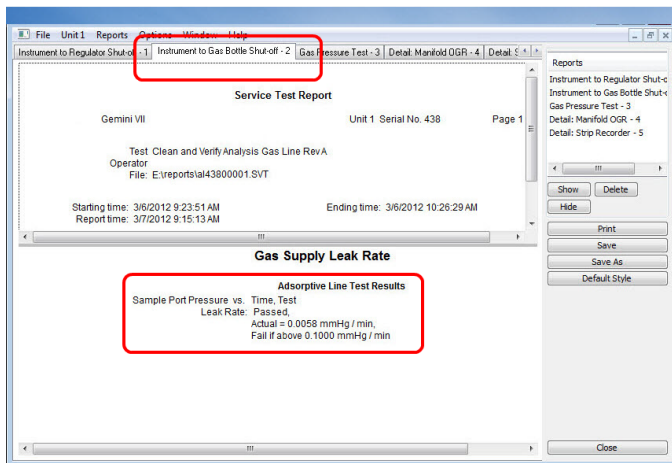 File Unit 1 Reports Options Window Help
Instrument to Regulator Shut-off - 1 Instrument to Gas Bottle Shut-off - 2 Gas Pressure Test - 3 Detail: Manifold OGR - 4 Detail: S
Service Test Report
Gemini VII Unit 1 Serial No. 438 Page 1
Test Clean and Verify Analysis Gas Line Rev A
Operator
File: E:\reports\al43800001.SVT
Starting time: 3/6/2012 9:23:51 AM Ending time: 3/6/2012 10:26:29 AM
Report time: 3/7/2012 9:15:13 AM
Gas Supply Leak Rate
Adsorptive Line Test Results
Sample Port Pressure vs. Time, Test
Leak Rate: Passed,
Actual = 0.0058 mmHg / min,
Fail if above 0.1000 mmHg / min
Reports
Instrument to Regulator Shut-o
Instrument to Gas Bottle Shut-o
Gas Pressure Test - 3
Detail: Manifold OGR - 4
Detail: Strip Recorder - 5
Show Delete
Hide
Print
Save
Save As
Default Style
Close